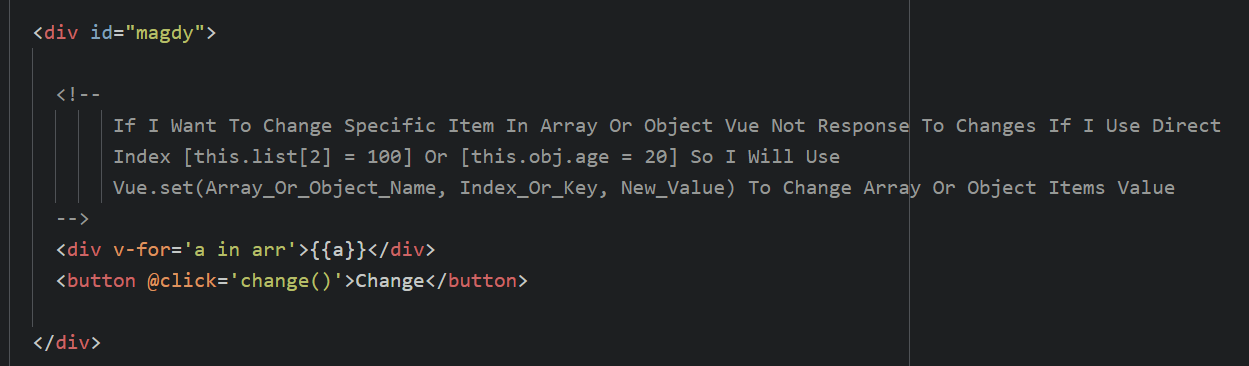 <div id="magdy">
<!--
If I Want To Change Specific Item In Array Or Object Vue Not Response To Changes If I Use Direct
Index [this.list[2] = 100] Or [this.obj.age = 20] So I Will Use
Vue.set(Array_Or_Object_Name, Index_Or_Key, New_Value) To Change Array Or Object Items Value
-->
<div v-for='a in arr'>{{a}}</div>
<button @click='change()'>Change</button>
</div>